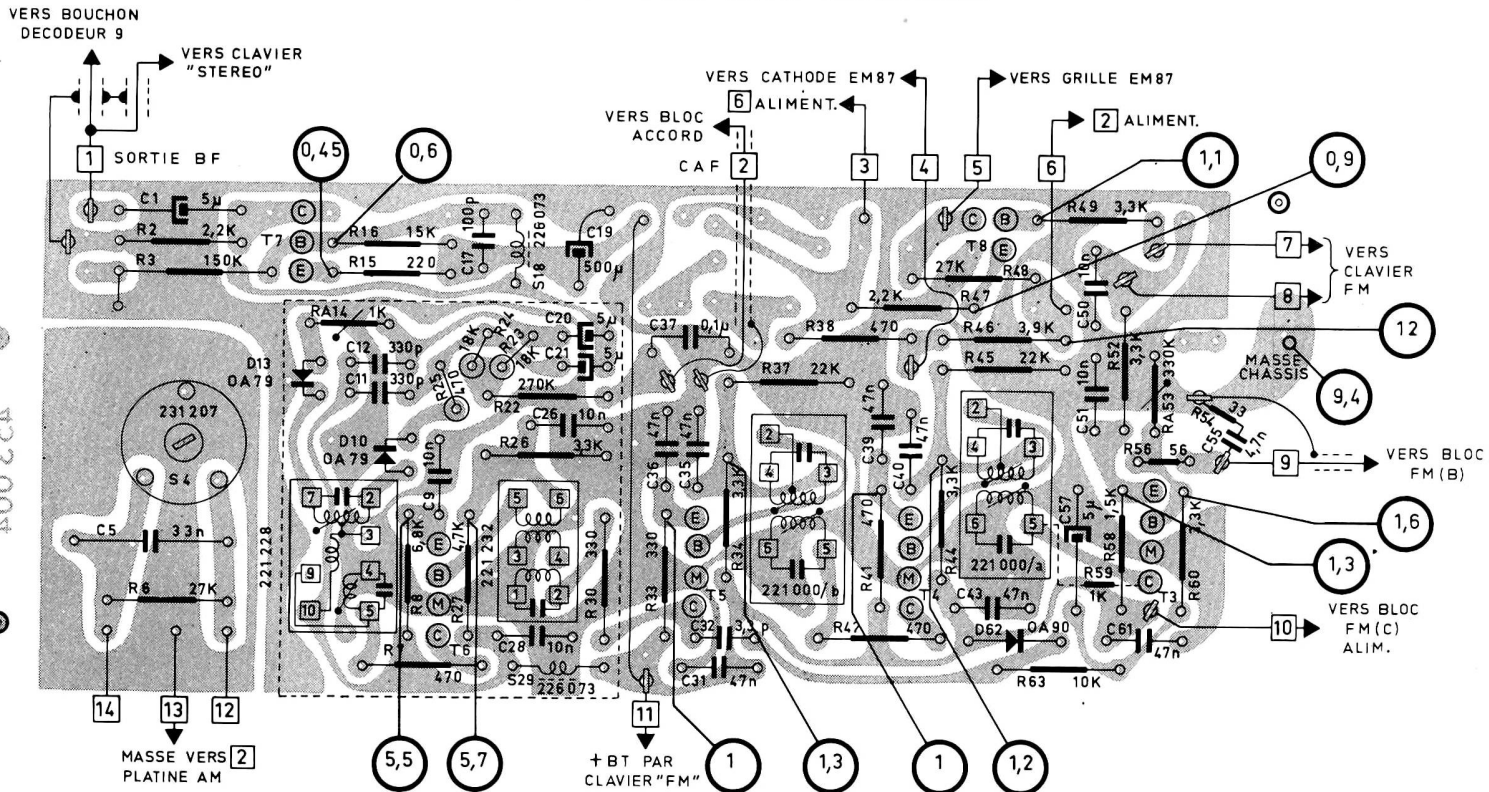 VERS BOUCHON
DECODEUR 9
VERS CLAVIER
"STEREO"
VERS CATHODE EM87
VERS GRILLE EM87
6 ALIMENT.
VERS BLOC
ACCORD
2 ALIMENT.
1 SORTIE BF
0,45
0,6
CAF 2
3
4
5
6
1,1
0,9
C1 5µ
R2 2,2K
R3 150K
T7
C
B
E
R16 15K
R15 220
C17 100p
S18 226073
C19
500µ
C B
E
T8
R49 3,3K
27K R48
2,2K R47
C50 10n
7
8
VERS
CLAVIER
FM
RA14 1K
C12 330p
C11 330p
D13
OA79
R25 470
18K R24
R23 18K
C20 5µ
C21 5µ
270K
R22
C26 10n
R26 33K
D10
OA79
C9 10n
C37 0,1µ
R38 470
R37 22K
R46 3,9K
R45 22K
R52 3,3K
C51 10n
RA53 330K
12
MASSE
CHASSIS
9,4
R54 33
C55 4,7n
R56 56
9
VERS BLOC
FM(B)
231207
S4
C5 33n
R6 27K
221228
7 2
3
9
4
10
5
R8 6,8K
E
B
M
C
T6
R27 4,7K
221232
5 6
3 4
1 2
R30 330
R7
470
C28 10n
S29
226073
R33 330
C36 47n
C35 47n
E
B
M
C
T5
R34 3,3K
2
4
3
6
5
221000/b
C32 3,3p
C31 47n
C39 47n
C40 47n
R41 470
E
B
M
C
T4
R44 3,3K
2
4
3
6
5
221000/a
R42 470
C43 47n
D62 OA90
R63 10K
C57 5µ
R59
1K
R58 1,5K
E
B
M
C
T3
R60 3,3K
C61
47n
1,6
1,3
10
VERS BLOC
FM(C)
ALIM.
14
13
12
MASSE VERS 2
PLATINE AM
5,5
5,7
11
+BT PAR
CLAVIER "FM"
1
1,3
1
1,2